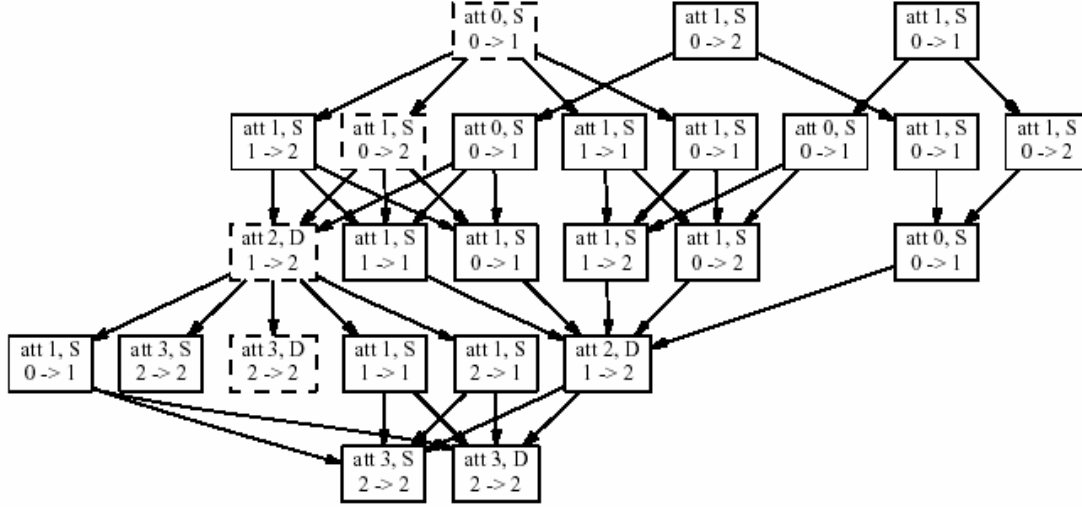 att 0, S
0 -> 1
att 1, S
0 -> 2
att 1, S
0 -> 1
att 1, S
1 -> 2
att 1, S
0 -> 2
att 0, S
0 -> 1
att 1, S
1 -> 1
att 1, S
0 -> 1
att 0, S
0 -> 1
att 1, S
0 -> 1
att 1, S
0 -> 2
att 2, D
1 -> 2
att 1, S
1 -> 1
att 1, S
0 -> 1
att 1, S
1 -> 2
att 1, S
0 -> 2
att 0, S
0 -> 1
att 1, S
0 -> 1
att 3, S
2 -> 2
att 3, D
2 -> 2
att 1, S
1 -> 1
att 1, S
2 -> 1
att 2, D
1 -> 2
att 3, S
2 -> 2
att 3, D
2 -> 2